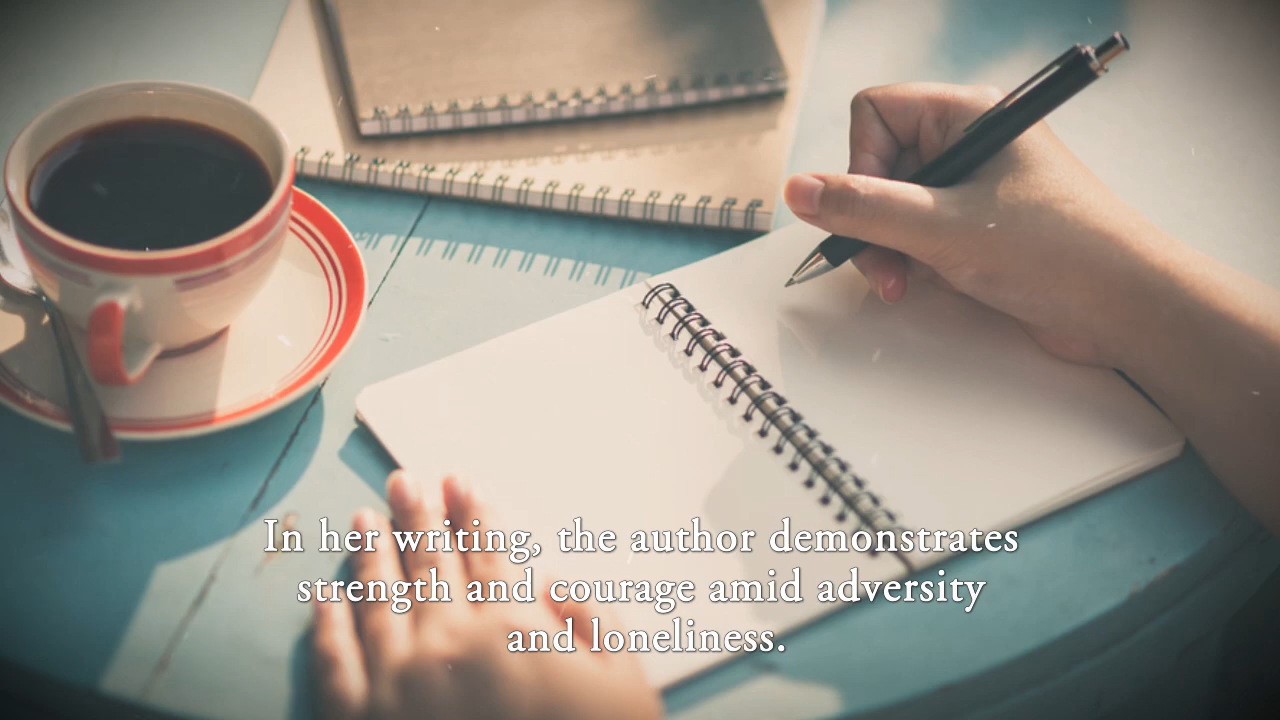 In her writing, the author demonstrates
strength and courage amid adversity
and loneliness.